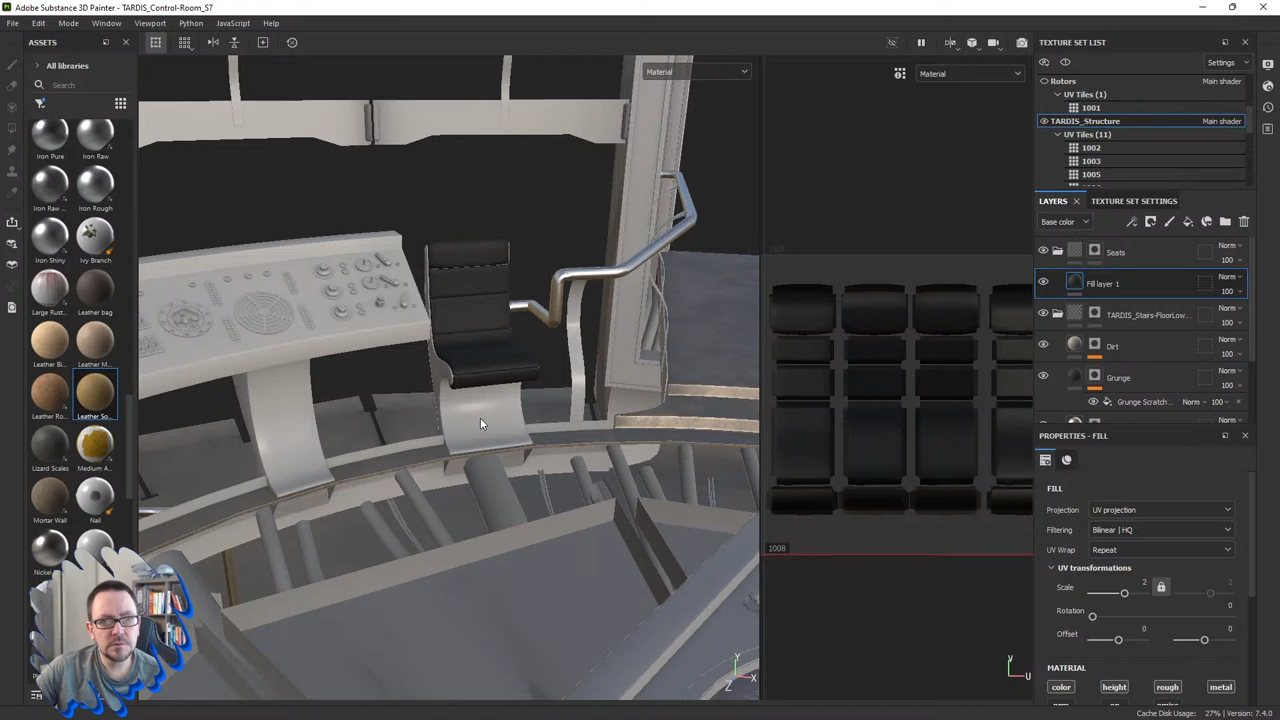 Adobe Substance 3D Painter - TARDIS_Control-Room_S7
File Edit Mode Window Viewport Python JavaScript Help
ASSETS
All libraries
Search
Iron Pure Iron Raw
Iron Raw ... Iron Rough
Iron Shiny Ivy Branch
Large Rust... Leather bag
Leather Bi... Leather M...
Leather Ro... Leather So...
Lizard Scales Medium A...
Mortar Wall Nail
Nickel
Material
Material
1008
Y
X
Z
V
U
TEXTURE SET LIST
Settings
Rotors Main shader
UV Tiles (1)
1001
TARDIS_Structure Main shader
UV Tiles (11)
1002
1003
1005
LAYERS TEXTURE SET SETTINGS
Base color
Seats Norm
100
Fill layer 1 Norm
100
TARDIS_Stairs-FloorLow... Norm
100
Dirt Norm
100
Grunge Norm
100
Grunge Scratch... Norm 100
Norm
PROPERTIES - FILL
FILL
Projection UV projection
Filtering Bilinear | HQ
UV Wrap Repeat
UV transformations
Scale 2 2
Rotation 0
Offset 0 0
MATERIAL
color height rough metal
Cache Disk Usage: 27% | Version: 7.4.0